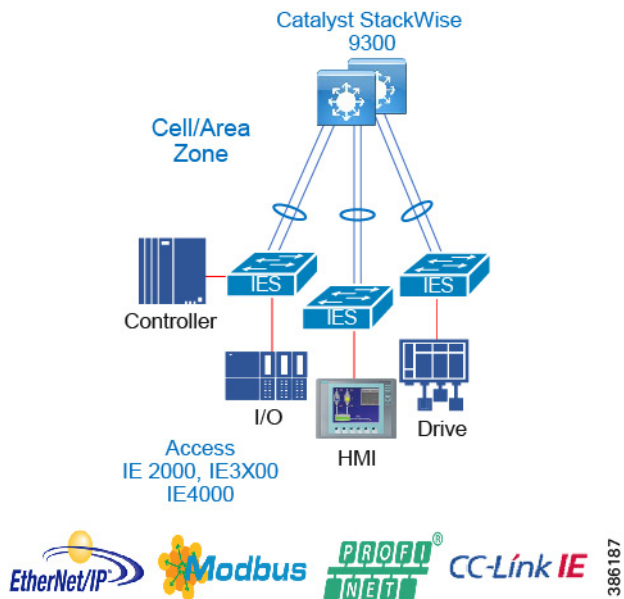 Catalyst StackWise
9300
Cell/Area
Zone
IES
IES
IES
Controller
I/O
HMI
Drive
Access
IE 2000, IE3X00
IE4000
EtherNet/IP
Modbus
PROFI®
NET
CC-Línk IE
386187